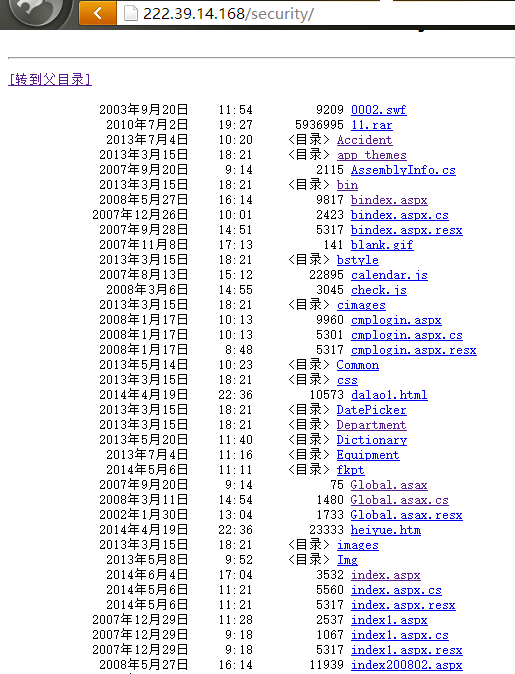 222.39.14.168/security/
[转到父目录]
2003年9月20日 11:54 9209 0002.swf
2010年7月2日 19:27 5936995 11.rar
2013年7月4日 10:20 <目录> Accident
2013年3月15日 18:21 <目录> app_themes
2007年9月20日 9:14 2115 AssemblyInfo.cs
2013年3月15日 18:21 <目录> bin
2008年5月27日 16:14 9817 bindex.aspx
2007年12月26日 10:01 2423 bindex.aspx.cs
2007年9月28日 14:51 5317 bindex.aspx.resx
2007年11月8日 17:13 141 blank.gif
2013年3月15日 18:21 <目录> bstyle
2007年8月13日 15:12 22895 calendar.js
2008年3月6日 14:55 3045 check.js
2013年3月15日 18:21 <目录> cimages
2008年1月17日 10:13 9960 cmplogin.aspx
2008年1月17日 10:13 5301 cmplogin.aspx.cs
2008年1月17日 8:48 5317 cmplogin.aspx.resx
2013年5月14日 10:23 <目录> Common
2013年3月15日 18:21 <目录> css
2014年4月19日 22:36 10573 dalao1.html
2013年3月15日 18:21 <目录> DatePicker
2013年3月15日 18:21 <目录> Department
2013年5月20日 11:40 <目录> Dictionary
2013年7月4日 11:16 <目录> Equipment
2014年5月6日 11:11 <目录> fkpt
2007年9月20日 9:14 75 Global.asax
2008年3月11日 14:54 1480 Global.asax.cs
2002年1月30日 13:04 1733 Global.asax.resx
2014年4月19日 22:36 23333 heiyue.htm
2013年3月15日 18:21 <目录> images
2013年5月8日 9:52 <目录> Img
2014年6月4日 17:04 3532 index.aspx
2014年5月6日 11:21 5560 index.aspx.cs
2014年5月6日 11:21 5317 index.aspx.resx
2007年12月29日 11:28 2537 index1.aspx
2007年12月29日 9:18 1067 index1.aspx.cs
2007年12月29日 9:18 5317 index1.aspx.resx
2008年5月27日 16:14 11939 index200802.aspx